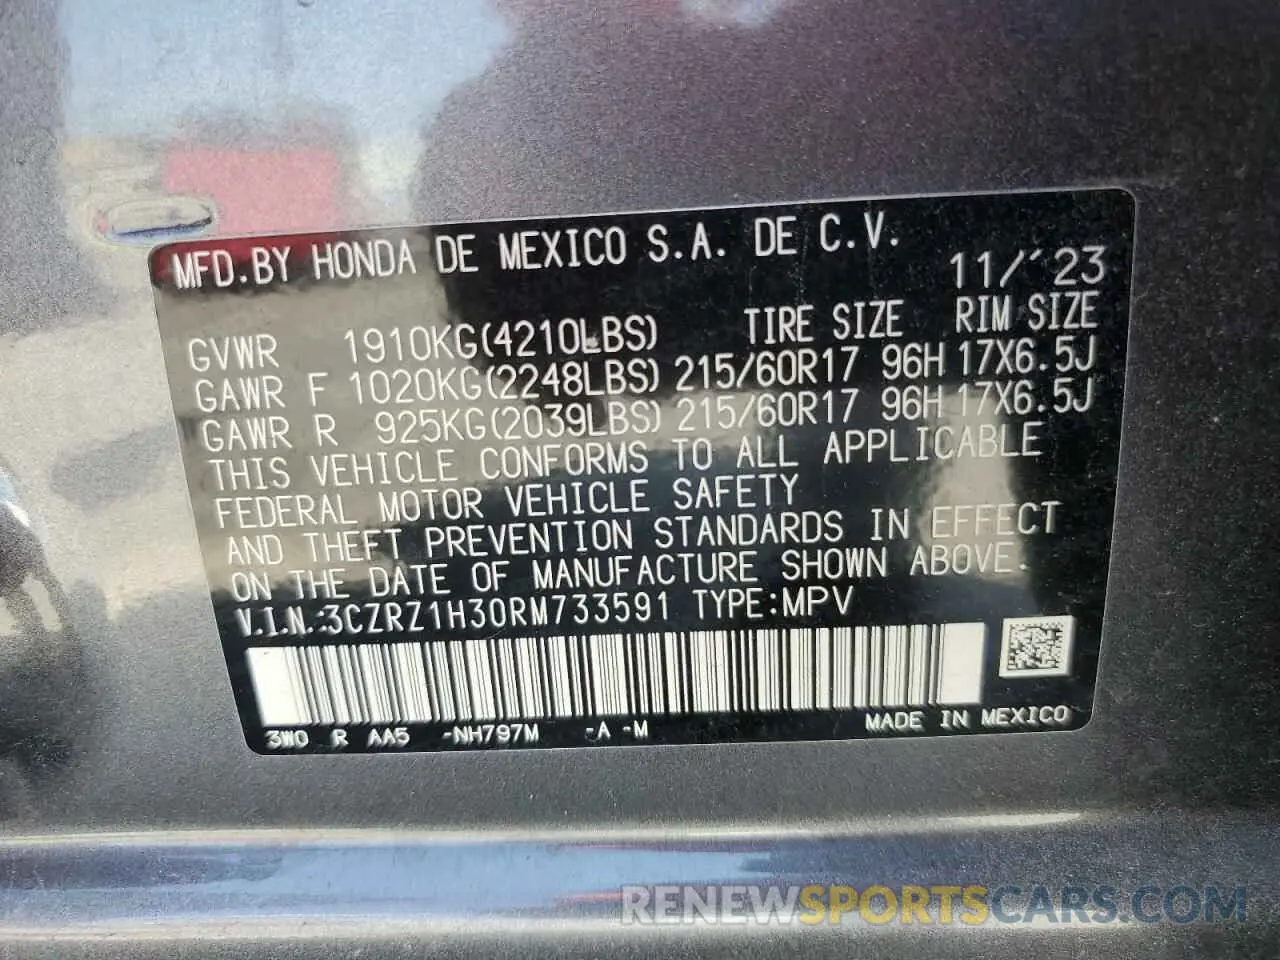 MFD.BY HONDA DE MEXICO S.A. DE C.V.
11/'23
GVWR 1910KG(4210LBS) TIRE SIZE RIM SIZE
GAWR F 1020KG(2248LBS) 215/60R17 96H 17X6.5J
GAWR R 925KG(2039LBS) 215/60R17 96H 17X6.5J
THIS VEHICLE CONFORMS TO ALL APPLICABLE
FEDERAL MOTOR VEHICLE SAFETY
AND THEFT PREVENTION STANDARDS IN EFFECT
ON THE DATE OF MANUFACTURE SHOWN ABOVE.
V.I.N.:3CZRZ1H30RM733591 TYPE:MPV
3W0 R AA5 -NH797M -A -M MADE IN MEXICO
RENEWSPORTSCARS.COM